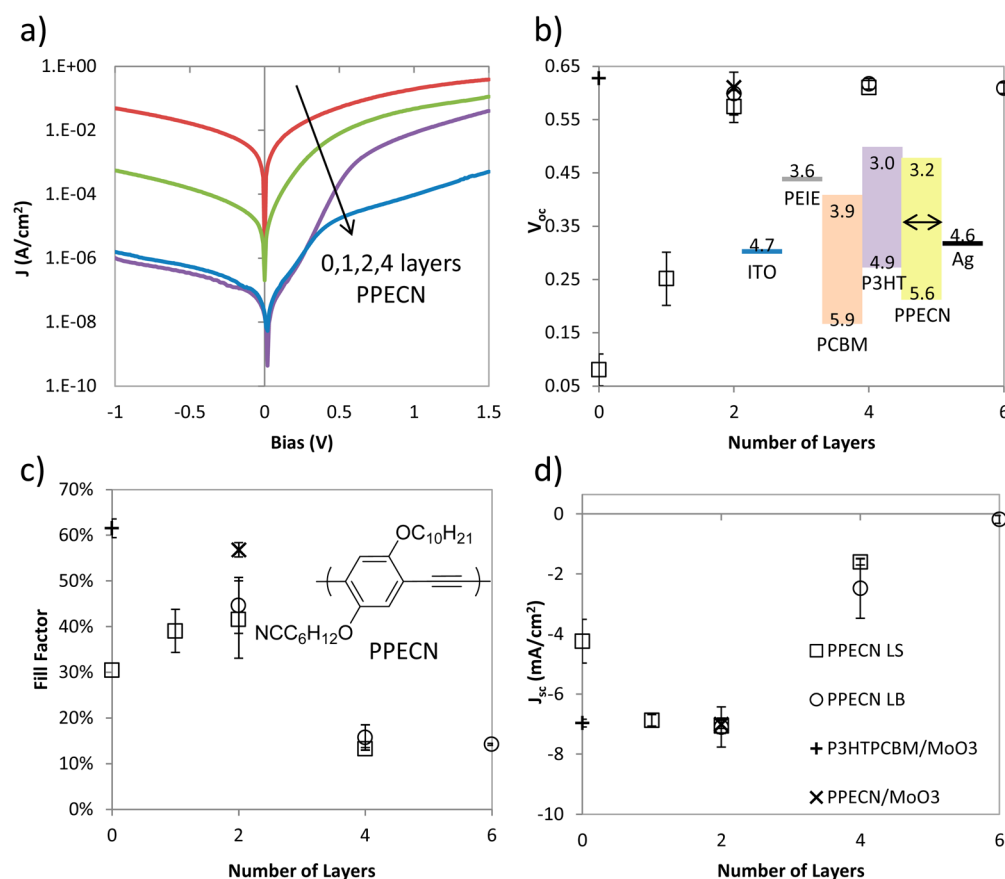 a)
J (A/cm²)
1.E+00
1.E-02
1.E-04
1.E-06
1.E-08
1.E-10
-1
-0.5
0
0.5
1
1.5
Bias (V)
0,1,2,4 layers
PPECN
b)
Voc
0.65
0.55
0.45
0.35
0.25
0.15
0.05
0
2
4
6
Number of Layers
3.6
PEIE
4.7
ITO
3.9
5.9
PCBM
3.0
4.9
P3HT
3.2
5.6
PPECN
4.6
Ag
c)
Fill Factor
70%
60%
50%
40%
30%
20%
10%
0%
0
2
4
6
Number of Layers
OC₁₀H₂₁
NCC₆H₁₂O
PPECN
d)
Jsc (mA/cm²)
0
-2
-4
-6
-8
-10
0
2
4
6
Number of Layers
PPECN LS
PPECN LB
P3HTPCBM/MoO3
PPECN/MoO3